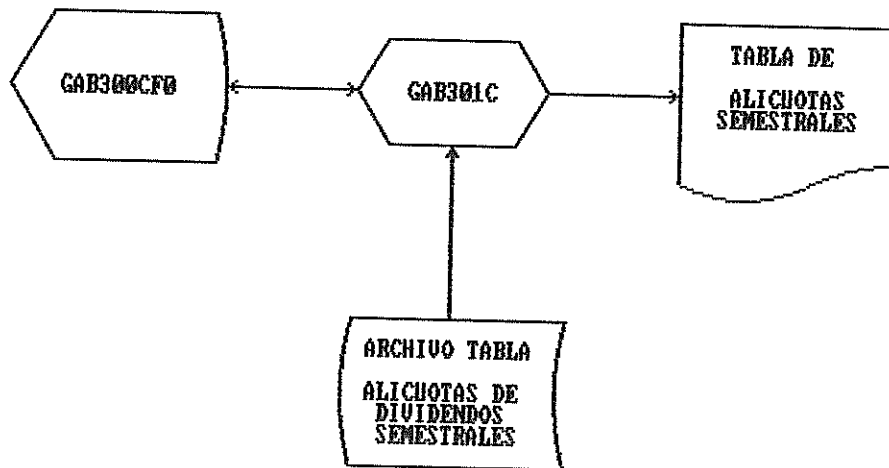 GAB300CF0
GAB301C
TABLA DE
ALICUOTAS
SEMESTRALES
ARCHIVO TABLA
ALICUOTAS DE
DIVIDENDOS
SEMESTRALES